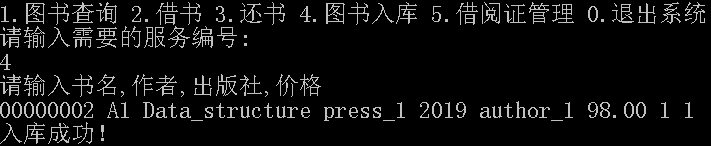 1.图书查询 2.借书 3.还书 4.图书入库 5.借阅证管理 0.退出系统
请输入需要的服务编号:
4
请输入书名,作者,出版社,价格
00000002 A1 Data_structure press_1 2019 author_1 98.00 1 1
入库成功!